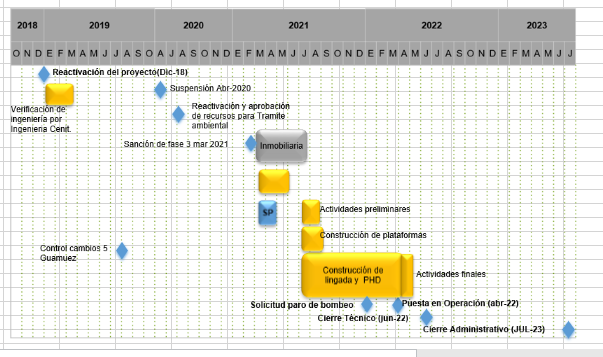 2018 2019 2020 2021 2022 2023
O N D E F M A M J J A S O N D E F M A M J J A S O N D E F M A M J J A S O N D E F M A M J J A S O N D E F M A M J J
Reactivación del proyecto(Dic-18)
Suspensión Abr-2020
Verificación de
ingeniería por
Ingenieria Cenit.
Reactivación y aprobación
de recursos para Tramite
ambiental
Sanción de fase 3 mar 2021
Inmobiliaria
SP
Actividades preliminares
Construcción de plataformas
Control cambios 5
Guamuez
Construcción de
lingada y PHD
Actividades finales
Solicitud paro de bombeo
Puesta en Operación (abr-22)
Cierre Técnico (jun-22)
Cierre Administrativo (JUL-23)